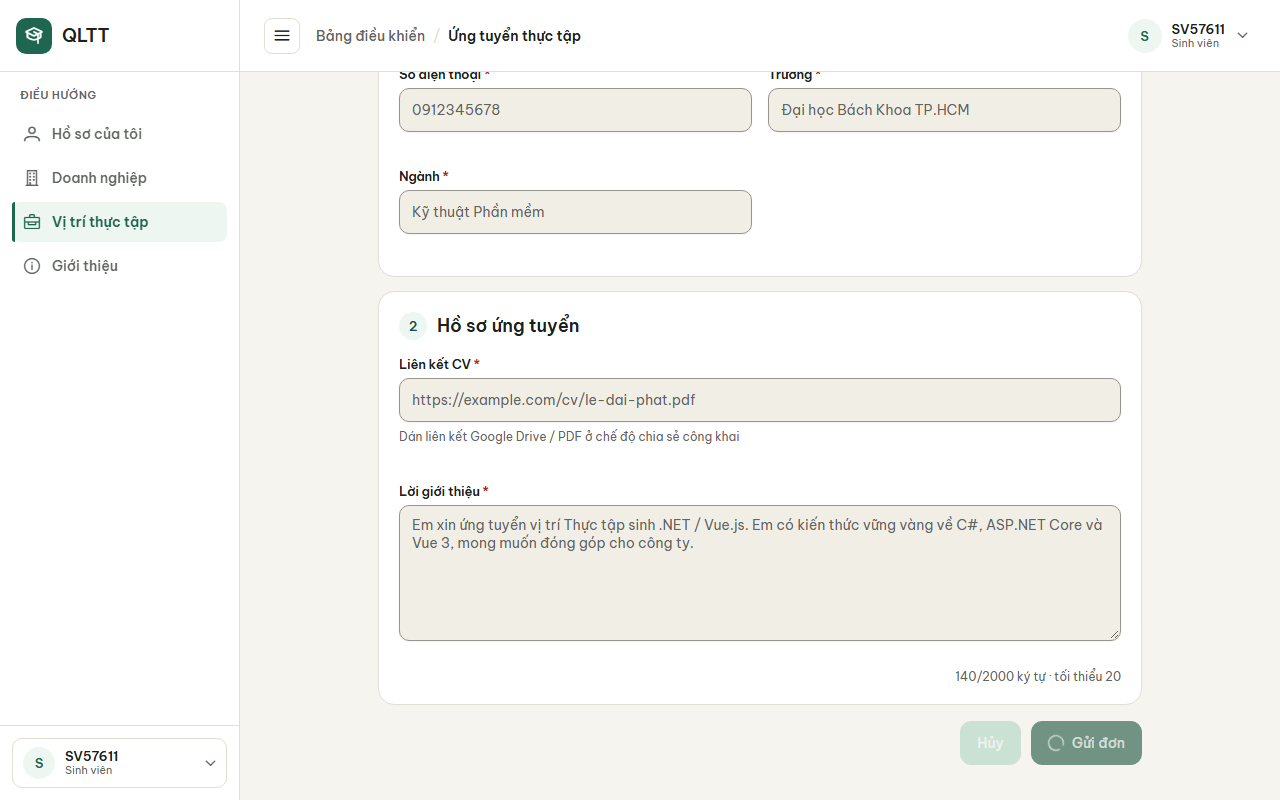 QLTT
Bảng điều khiển / Ứng tuyển thực tập
S
SV57611
Sinh viên
ĐIỀU HƯỚNG
Hồ sơ của tôi
Doanh nghiệp
Vị trí thực tập
Giới thiệu
Số điện thoại *
Trường *
0912345678
Đại học Bách Khoa TP.HCM
Ngành *
Kỹ thuật Phần mềm
2 Hồ sơ ứng tuyển
Liên kết CV *
https://example.com/cv/le-dai-phat.pdf
Dán liên kết Google Drive / PDF ở chế độ chia sẻ công khai
Lời giới thiệu *
Em xin ứng tuyển vị trí Thực tập sinh .NET / Vue.js. Em có kiến thức vững vàng về C#, ASP.NET Core và
Vue 3, mong muốn đóng góp cho công ty.
140/2000 ký tự · tối thiểu 20
Hủy
Gửi đơn
S
SV57611
Sinh viên